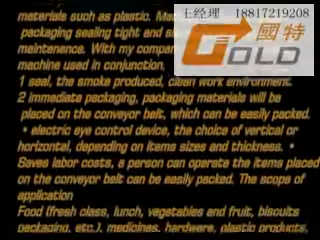 王经理 18817219208
國特
GOLD
materials such as plastic.
packaging sealing tight and
maintenance. With my compan
machine used in conjunction.
1 seal, the smoke produced, clean work environment.
2 immediate packaging, packaging materials will be
placed on the conveyor belt, which can be easily packed.
• electric eye control device, the choice of vertical or
horizontal, depending on items sizes and thickness. •
Saves labor costs, a person can operate the items placed
on the conveyor belt can be easily packed. The scope of
application
Food (fresh class, lunch, vegetables and fruit, biscuits
packaging, etc.), medicines, hardware, plastic products,